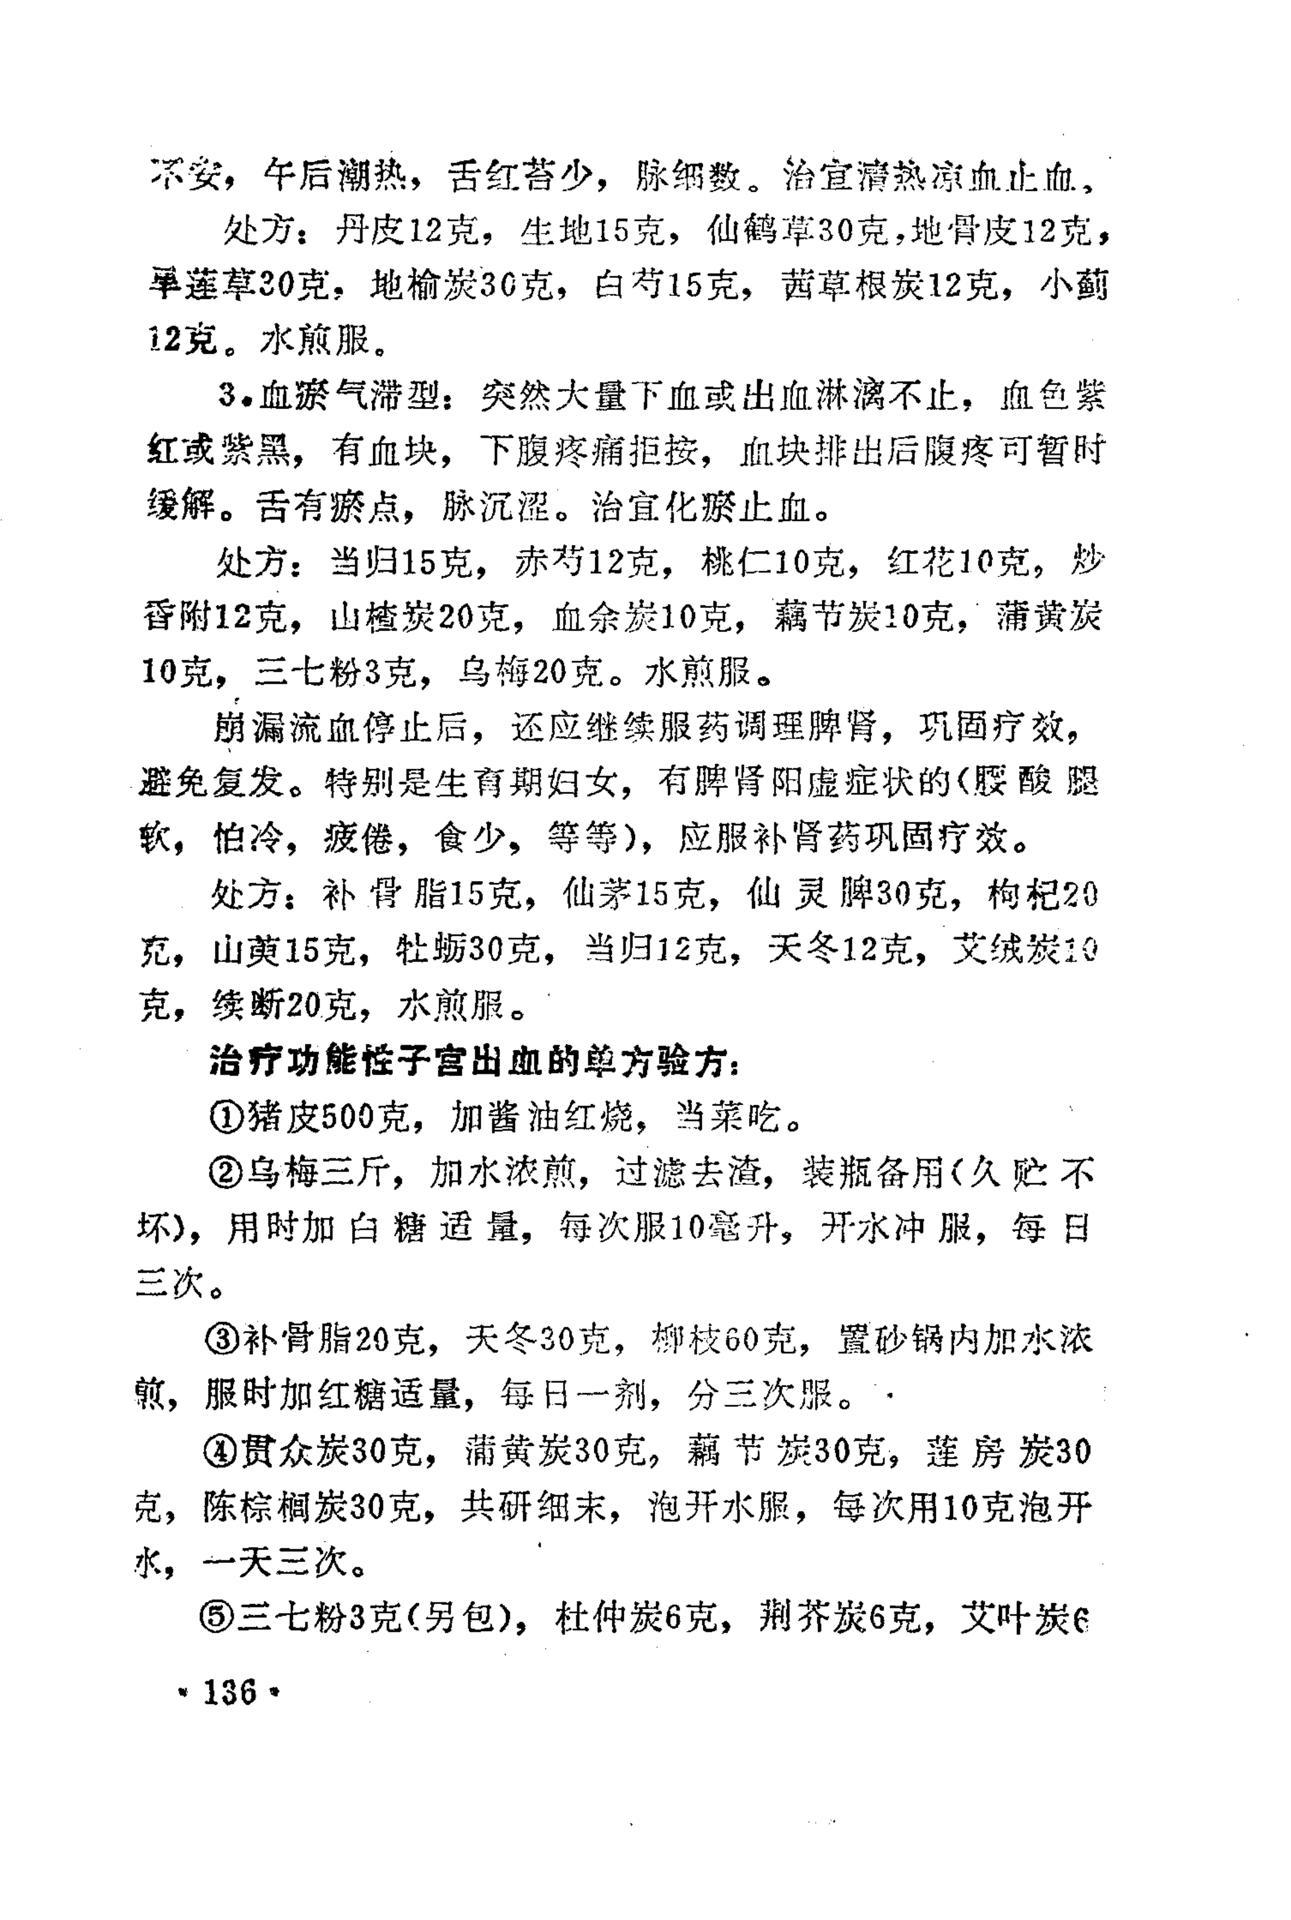 不安，午后潮热，舌红苔少，脉细数。治宜清热凉血止血。
处方：丹皮12克，生地15克，仙鹤草30克，地骨皮12克，
旱莲草30克，地榆炭30克，白芍15克，茜草根炭12克，小蓟
12克。水煎服。
3.血瘀气滞型：突然大量下血或出血淋漓不止，血色紫
红或紫黑，有血块，下腹疼痛拒按，血块排出后腹疼可暂时
缓解。舌有瘀点，脉沉涩。治宜化瘀止血。
处方：当归15克，赤芍12克，桃仁10克，红花10克，炒
香附12克，山楂炭20克，血余炭10克，藕节炭10克，蒲黄炭
10克，三七粉3克，乌梅20克。水煎服。
崩漏流血停止后，还应继续服药调理脾肾，巩固疗效，
避免复发。特别是生育期妇女，有脾肾阳虚症状的(腰酸腿
软，怕冷，疲倦，食少，等等)，应服补肾药巩固疗效。
处方：补骨脂15克，仙茅15克，仙灵脾30克，枸杞20
克，山萸15克，牡蛎30克，当归12克，天冬12克，艾绒炭10
克，续断20克，水煎服。
治疗功能性子宫出血的单方验方：
①猪皮500克，加酱油红烧，当菜吃。
②乌梅三斤，加水浓煎，过滤去渣，装瓶备用(久贮不
坏)，用时加白糖适量，每次服10毫升，开水冲服，每日
三次。
③补骨脂20克，天冬30克，柳枝60克，置砂锅内加水浓
煎，服时加红糖适量，每日一剂，分三次服。
④贯众炭30克，蒲黄炭30克，藕节炭30克，莲房炭30
克，陈棕榈炭30克，共研细末，泡开水服，每次用10克泡开
水，一天三次。
⑤三七粉3克(另包)，杜仲炭6克，荆芥炭6克，艾叶炭6
·136·